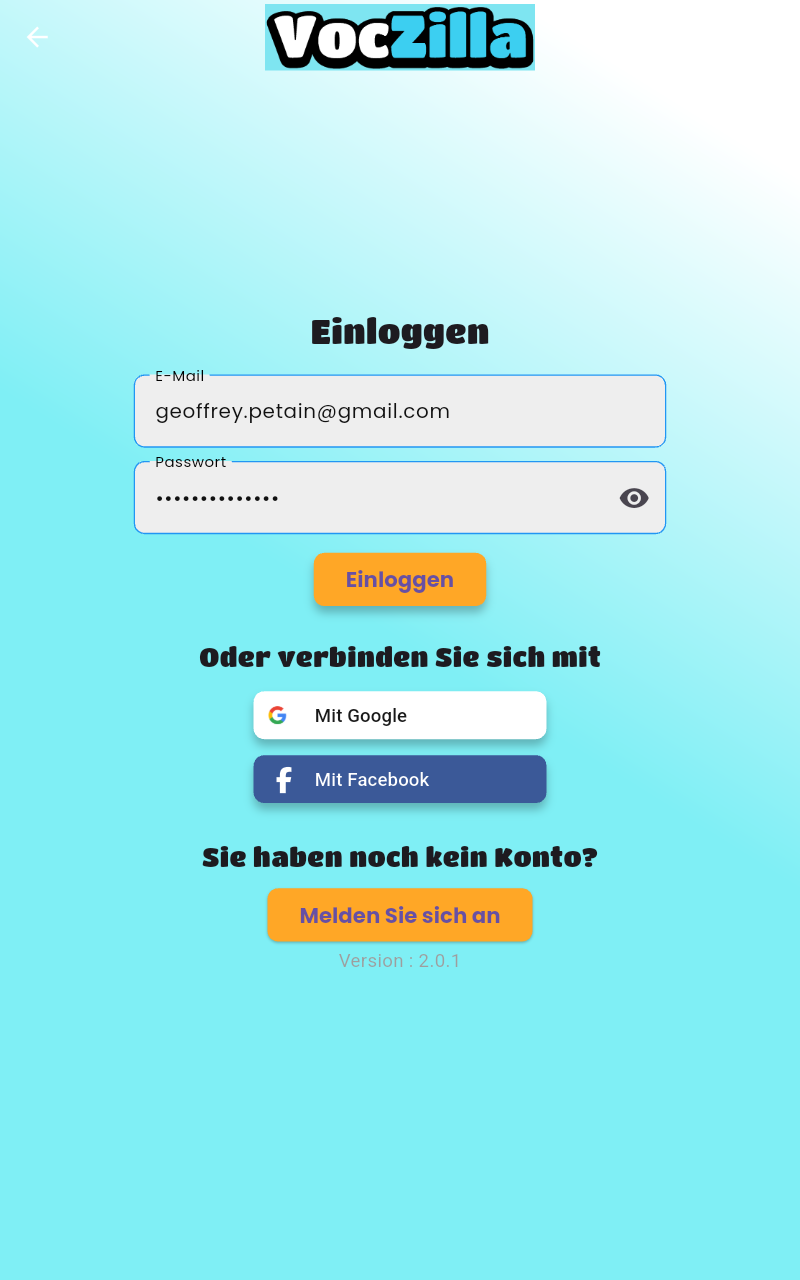 VocZilla
Einloggen
E-Mail
geoffrey.petain@gmail.com
Passwort
••••••••••••••
Einloggen
Oder verbinden Sie sich mit
Mit Google
Mit Facebook
Sie haben noch kein Konto?
Melden Sie sich an
Version : 2.0.1